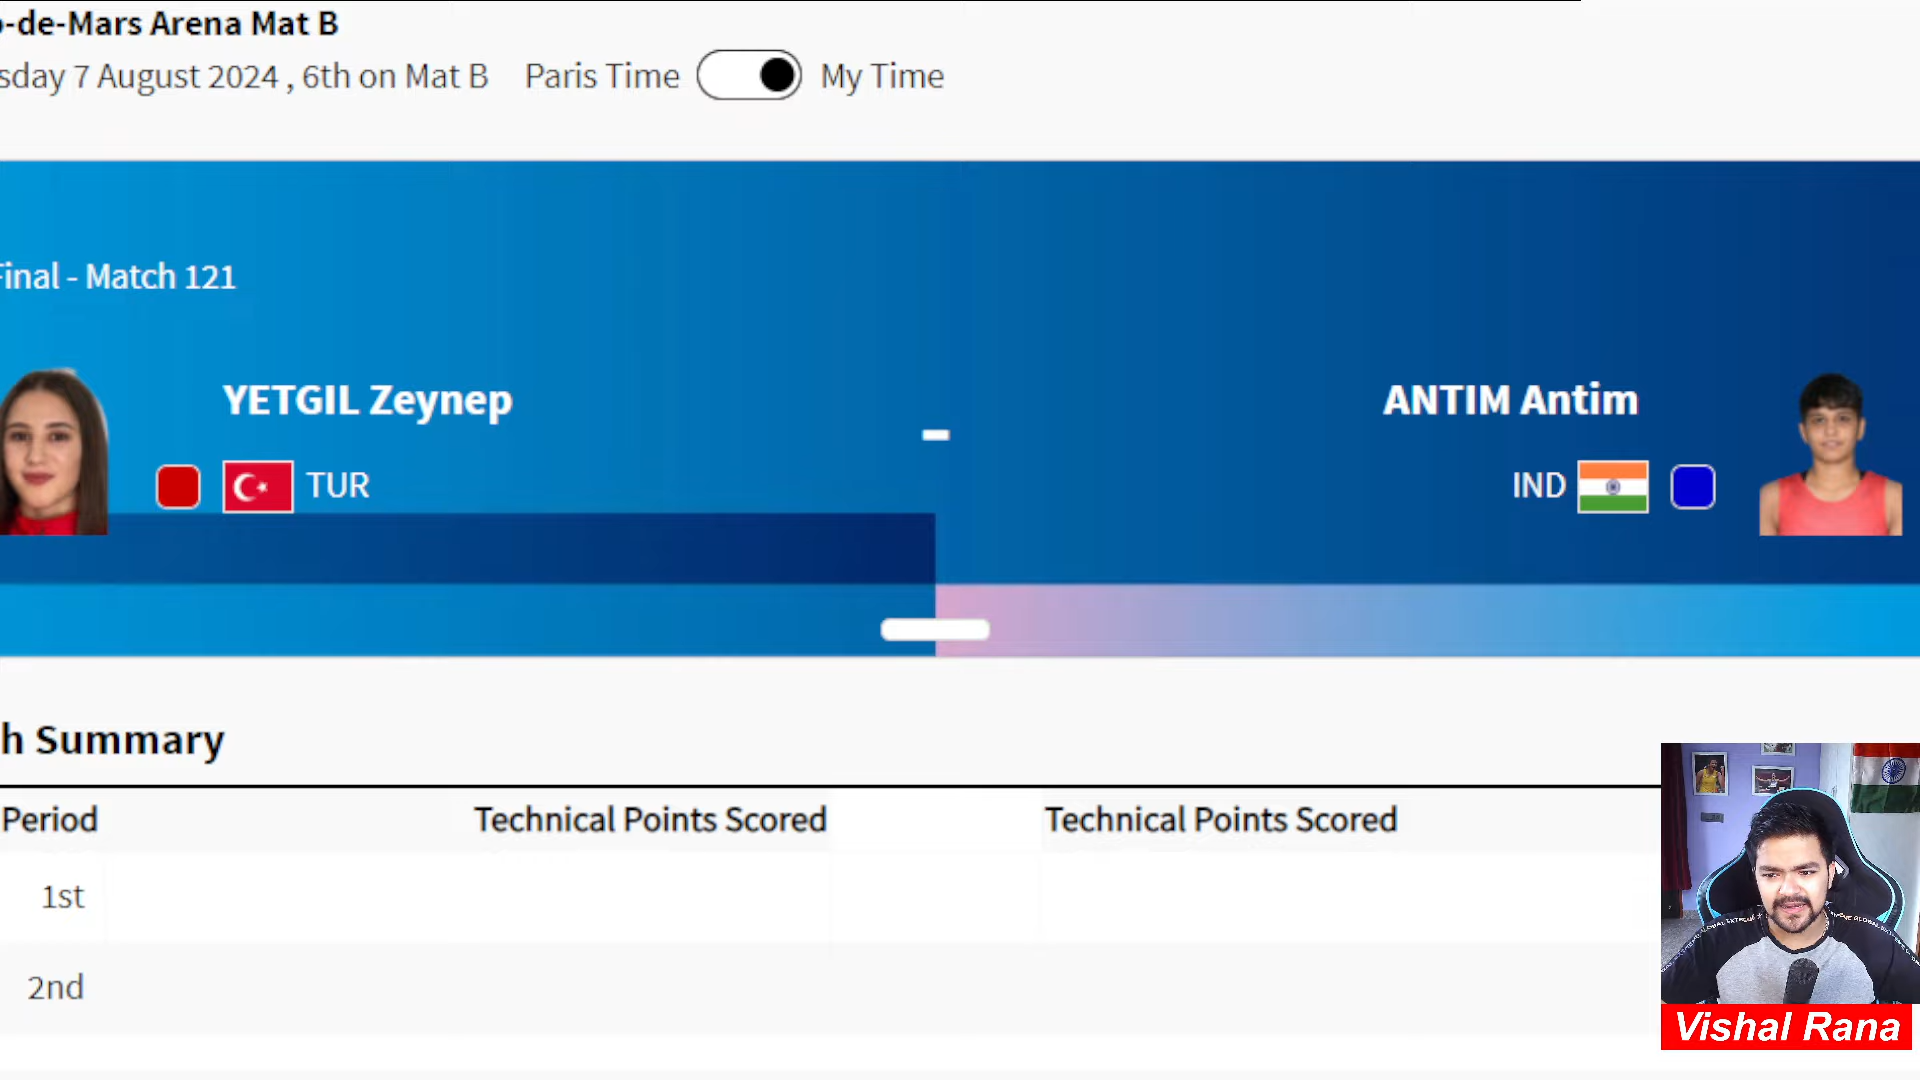 -de-Mars Arena Mat B
sday 7 August 2024 , 6th on Mat B Paris Time My Time
Final - Match 121
YETGIL Zeynep
ANTIM Antim
TUR
IND
h Summary
Period Technical Points Scored Technical Points Scored
1st
2nd
Vishal Rana